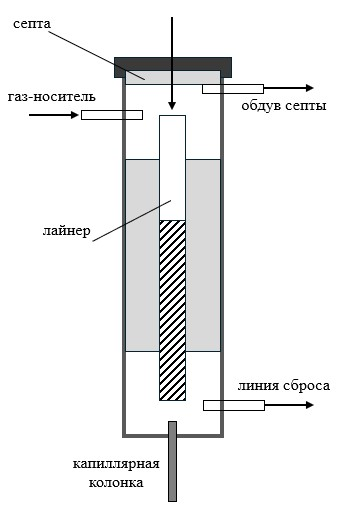 септа
газ-носитель
обдув септы
лайнер
линия сброса
капиллярная
колонка